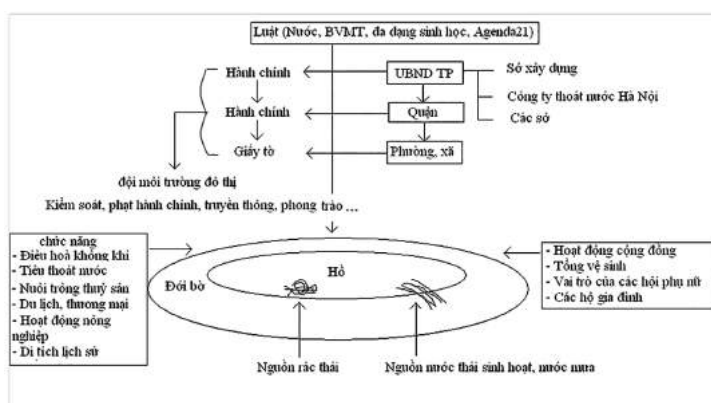 Luật (Nước, BVMT, đa dạng sinh học, Agenda21)
Hành chính
UBND TP
Sở xây dựng
Công ty thoát nước Hà Nội
Hành chính
Quận
Các sở
Giấy tờ
Phường, xã
đội môi trường đô thị
Kiểm soát, phạt hành chính, truyền thông, phong trào ...
chức năng
- Điều hoà không khí
- Tiêu thoát nước
- Nuôi trồng thuỷ sản
- Du lịch, thương mại
- Hoạt động nông
nghiệp
- Di tích lịch sử
Đới bờ
Hồ
- Hoạt động cộng đồng
- Tổng vệ sinh
- Vai trò của các hội phụ nữ
- Các hộ gia đình
Nguồn rác thải
Nguồn nước thải sinh hoạt, nước mưa